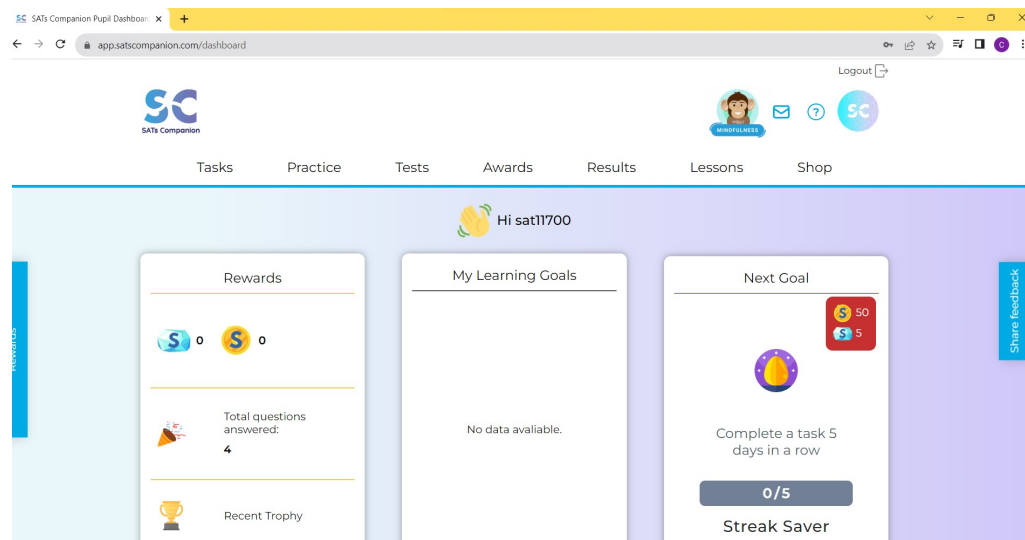 SC SATs Companion Pupil Dashboar
app.satscompanion.com/dashboard
C
Logout
SC
SATs Companion
MINDFULNESS
?
SC
Tasks Practice Tests Awards Results Lessons Shop
Hi sat11700
Rewards
S 0 S 0
Total questions
answered:
4
Recent Trophy
My Learning Goals
No data avaliable.
Next Goal
S 50
S 5
Complete a task 5
days in a row
0/5
Streak Saver
Rewards
Share feedback